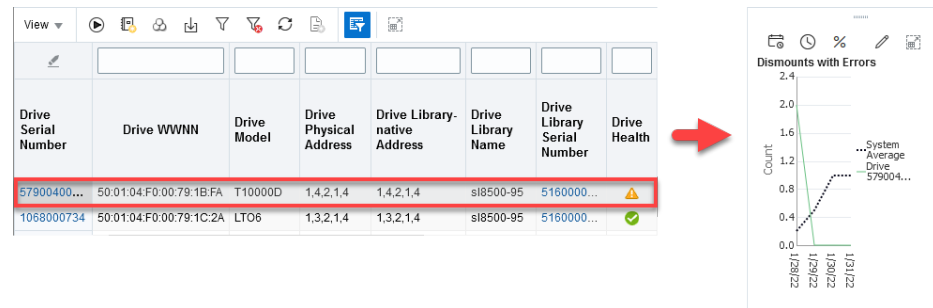 View
Drive
Serial
Number
Drive WWNN
Drive
Model
Drive
Physical
Address
Drive Library-
native
Address
Drive
Library
Name
Drive
Library
Serial
Number
Drive
Health
57900400...
50:01:04:F0:00:79:1B:FA
T10000D
1,4,2,1,4
1,4,2,1,4
sl8500-95
5160000...
1068000734
50:01:04:F0:00:79:1C:2A
LTO6
1,3,2,1,4
1,3,2,1,4
sl8500-95
5160000...
%
Dismounts with Errors
2.4
2.0
1.6
1.2
0.8
0.4
0.0
Count
1/28/22
1/29/22
1/30/22
1/31/22
System
Average
Drive
579004...